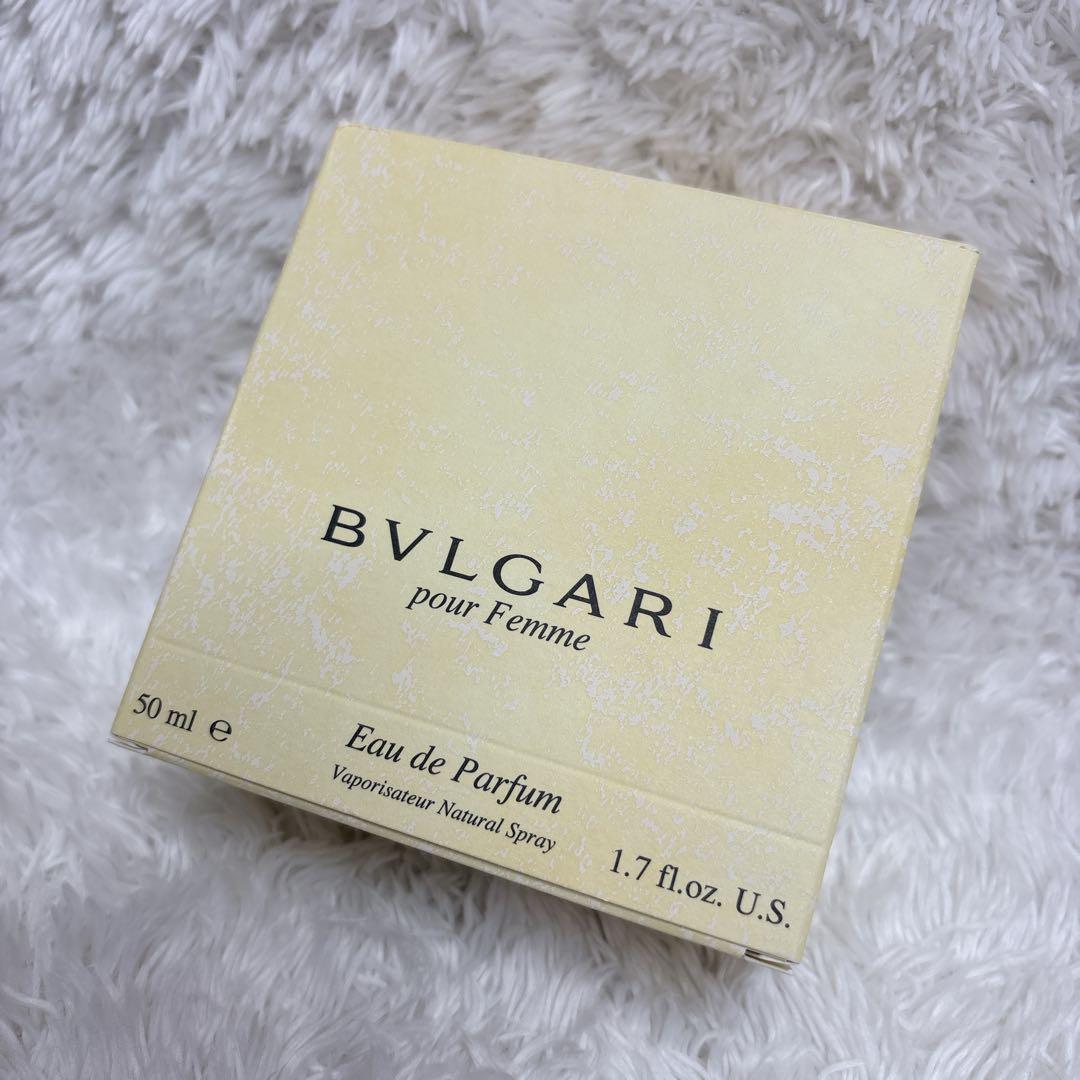 BVLGARI
pour Femme
50 ml ℮
Eau de Parfum
Vaporisateur Natural Spray
1.7 fl.oz. U.S.